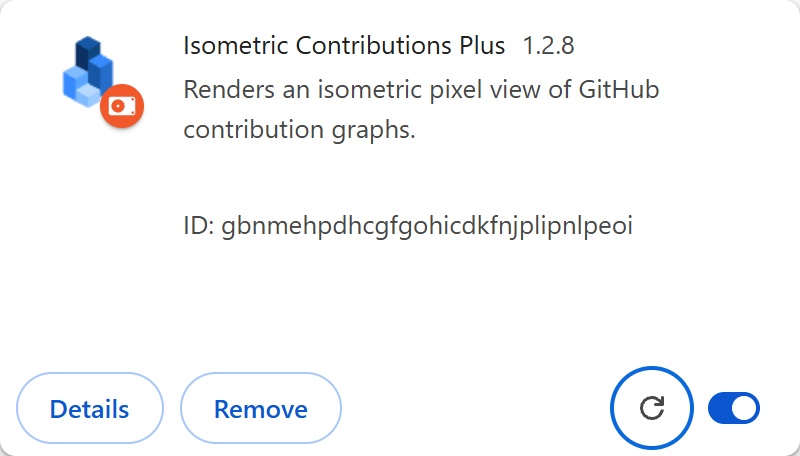 Isometric Contributions Plus 1.2.8
Renders an isometric pixel view of GitHub
contribution graphs.
ID: gbnmehpdhcgfgohicdkfnjplipnlpeoi
Details Remove